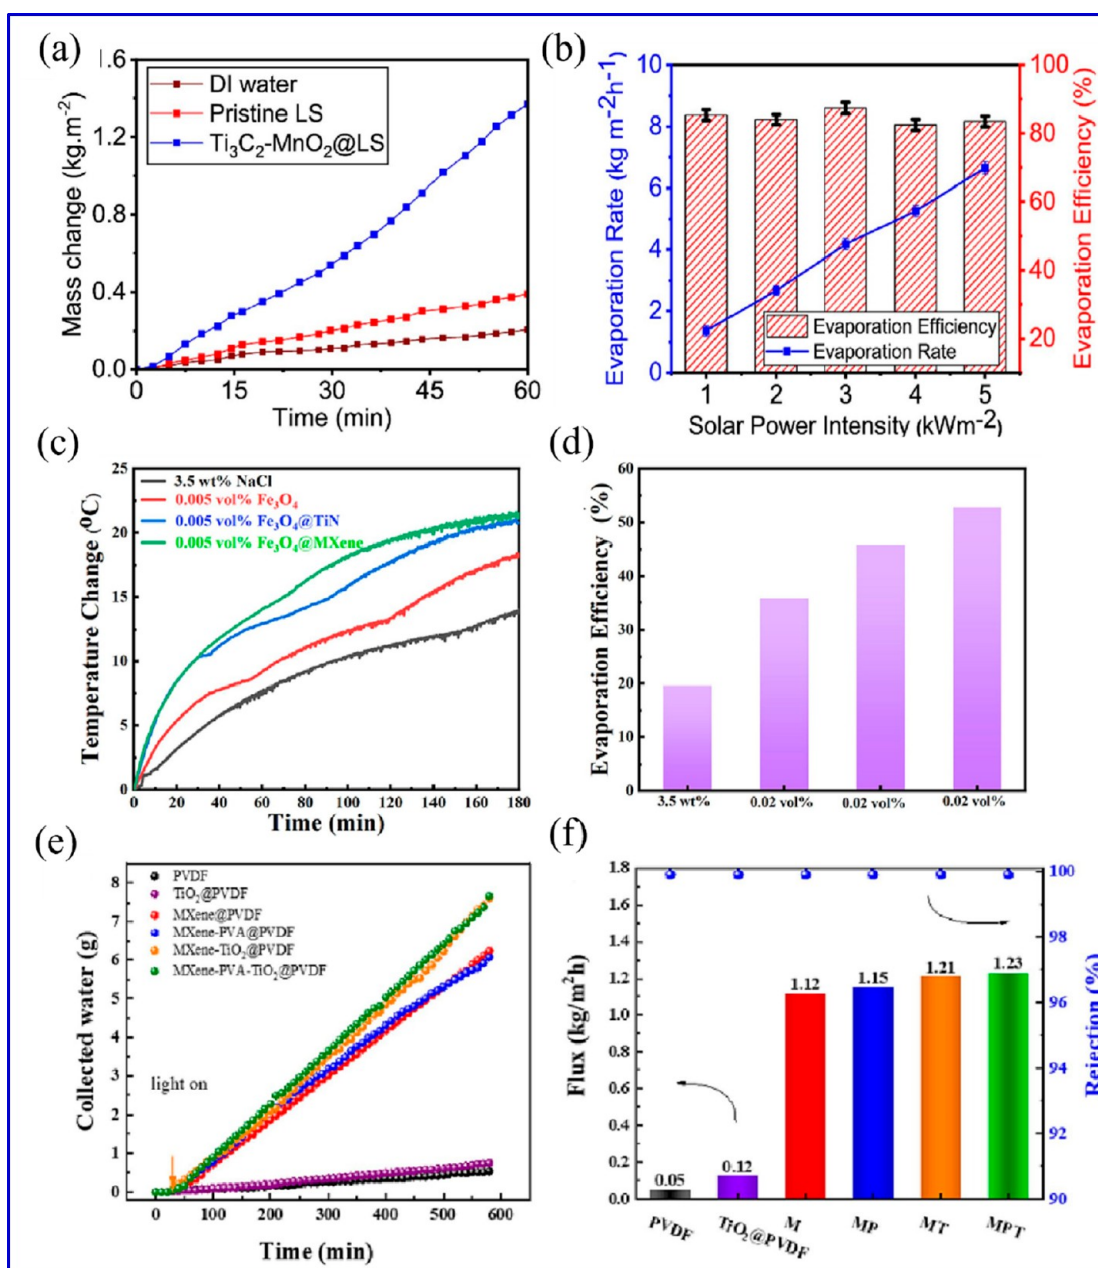 (a)
1.6
1.2
0.8
0.4
0.0
Mass change (kg.m⁻²)
DI water
Pristine LS
Ti₃C₂-MnO₂@LS
0 15 30 45 60
Time (min)
(b)
10
8
6
4
2
0
Evaporation Rate (kg m⁻²h⁻¹)
100
80
60
40
20
Evaporation Efficiency (%)
Evaporation Efficiency
Evaporation Rate
1 2 3 4 5
Solar Power Intensity (kWm⁻²)
(c)
25
20
15
10
5
0
Temperature Change (⁰C)
3.5 wt% NaCl
0.005 vol% Fe₃O₄
0.005 vol% Fe₃O₄@TiN
0.005 vol% Fe₃O₄@MXene
0 20 40 60 80 100 120 140 160 180
Time (min)
(d)
60
50
40
30
20
10
0
Evaporation Efficiency (%)
3.5 wt% 0.02 vol% 0.02 vol% 0.02 vol%
(e)
8
7
6
5
4
3
2
1
0
Collected water (g)
PVDF
TiO₂@PVDF
MXene@PVDF
MXene-PVA@PVDF
MXene-TiO₂@PVDF
MXene-PVA-TiO₂@PVDF
light on
0 100 200 300 400 500 600
Time (min)
(f)
1.8
1.6
1.4
1.2
1.0
0.8
0.6
0.4
0.2
0.0
Flux (kg/m²h)
0.05
0.12
1.12
1.15
1.21
1.23
100
98
96
94
92
90
Rejection (%)
PVDF TiO₂@PVDF M MP MT MPT